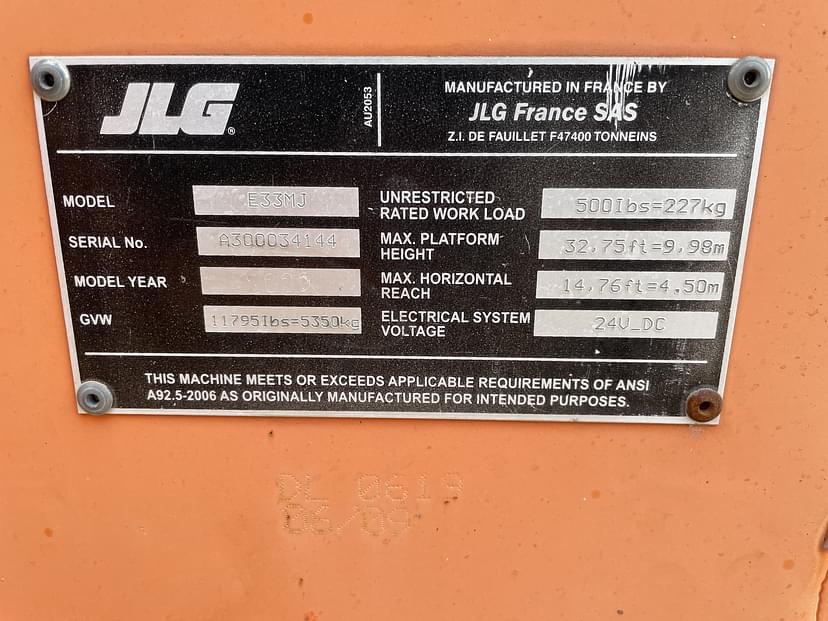 JLG®
AU2053
MANUFACTURED IN FRANCE BY
JLG France SAS
Z.I. DE FAUILLET F47400 TONNEINS
MODEL E33MJ
SERIAL No. A300034144
MODEL YEAR
GVW 11795lbs=5350kg
UNRESTRICTED
RATED WORK LOAD 500lbs=227kg
MAX. PLATFORM
HEIGHT 32.75ft=9.98m
MAX. HORIZONTAL
REACH 14.76ft=4.50m
ELECTRICAL SYSTEM
VOLTAGE 24V_DC
THIS MACHINE MEETS OR EXCEEDS APPLICABLE REQUIREMENTS OF ANSI
A92.5-2006 AS ORIGINALLY MANUFACTURED FOR INTENDED PURPOSES.
DL 0619
06/09